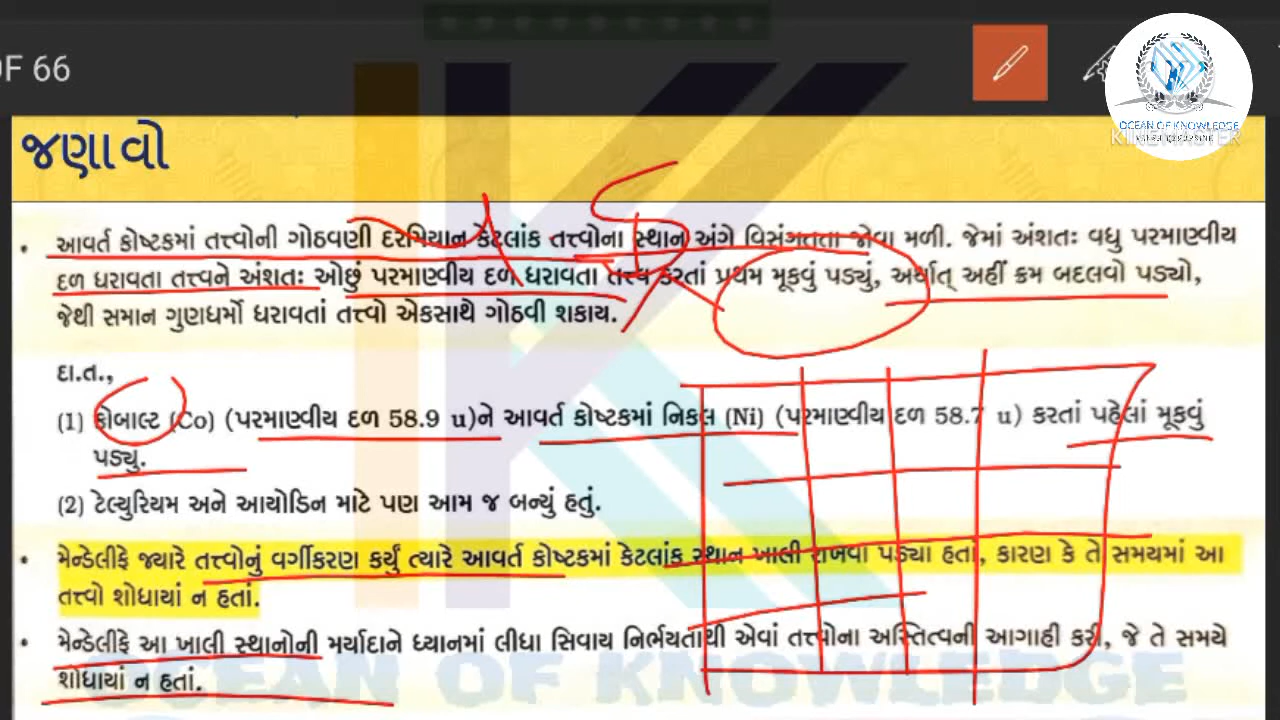 OF 66
OCEAN OF KNOWLEDGE
KINEMASTER
જણાવો
• આવર્ત કોષ્ટકમાં તત્ત્વોની ગોઠવણી દરમિયાન કેટલાંક તત્ત્વોના સ્થાન અંગે વિસંગતતા જોવા મળી. જેમાં અંશતઃ વધુ પરમાણ્વીય
દળ ધરાવતા તત્ત્વને અંશતઃ ઓછું પરમાણ્વીય દળ ધરાવતા તત્ત્વ કરતાં પ્રથમ મૂકવું પડ્યું, અર્થાત્ અહીં ક્રમ બદલવો પડ્યો,
જેથી સમાન ગુણધર્મો ધરાવતાં તત્ત્વો એકસાથે ગોઠવી શકાય.
દા.ત.,
(1) કોબાલ્ટ (Co) (પરમાણ્વીય દળ 58.9 u)ને આવર્ત કોષ્ટકમાં નિકલ (Ni) (પરમાણ્વીય દળ 58.7 u) કરતાં પહેલાં મૂકવું
પડ્યુ.
(2) ટેલ્યુરિયમ અને આયોડિન માટે પણ આમ જ બન્યું હતું.
• મેન્ડેલીફે જ્યારે તત્ત્વોનું વર્ગીકરણ કર્યું ત્યારે આવર્ત કોષ્ટકમાં કેટલાંક સ્થાન ખાલી રાખવા પડ્યા હતા, કારણ કે તે સમયમાં આ
તત્ત્વો શોધાયાં ન હતાં.
• મેન્ડેલીફે આ ખાલી સ્થાનોની મર્યાદાને ધ્યાનમાં લીધા સિવાય નિર્ભયતાથી એવાં તત્ત્વોના અસ્તિત્વની આગાહી કરી, જે તે સમયે
શોધાયાં ન હતાં.
OCEAN OF KNOWLEDGE